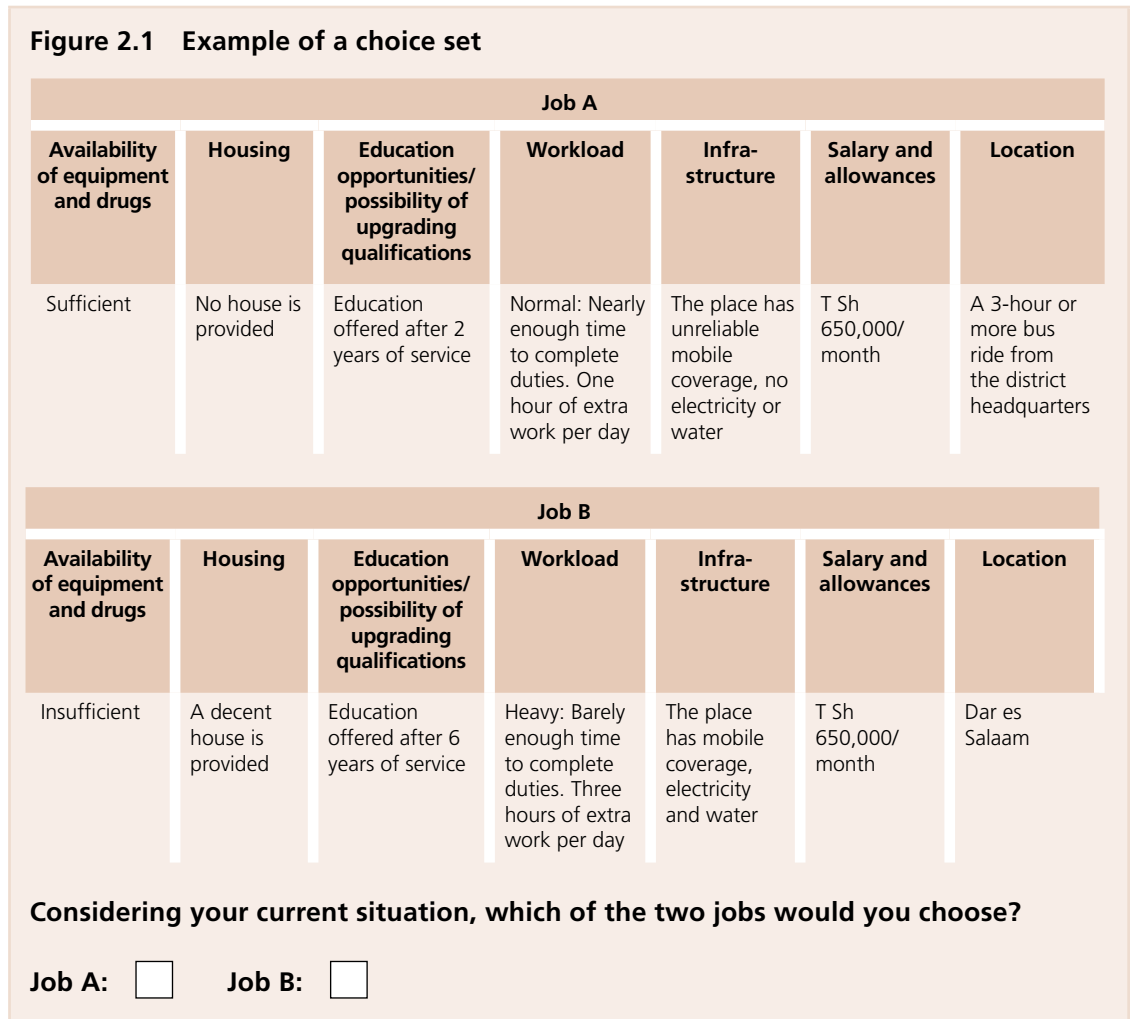 Figure 2.1 Example of a choice set
Job A
Availability
of equipment
and drugs
Housing
Education
opportunities/
possibility of
upgrading
qualifications
Workload
Infra-
structure
Salary and
allowances
Location
Sufficient
No house is
provided
Education
offered after 2
years of service
Normal: Nearly
enough time
to complete
duties. One
hour of extra
work per day
The place has
unreliable
mobile
coverage, no
electricity or
water
T Sh
650,000/
month
A 3-hour or
more bus
ride from
the district
headquarters
Job B
Availability
of equipment
and drugs
Housing
Education
opportunities/
possibility of
upgrading
qualifications
Workload
Infra-
structure
Salary and
allowances
Location
Insufficient
A decent
house is
provided
Education
offered after 6
years of service
Heavy: Barely
enough time
to complete
duties. Three
hours of extra
work per day
The place
has mobile
coverage,
electricity
and water
T Sh
650,000/
month
Dar es
Salaam
Considering your current situation, which of the two jobs would you choose?
Job A: Job B: